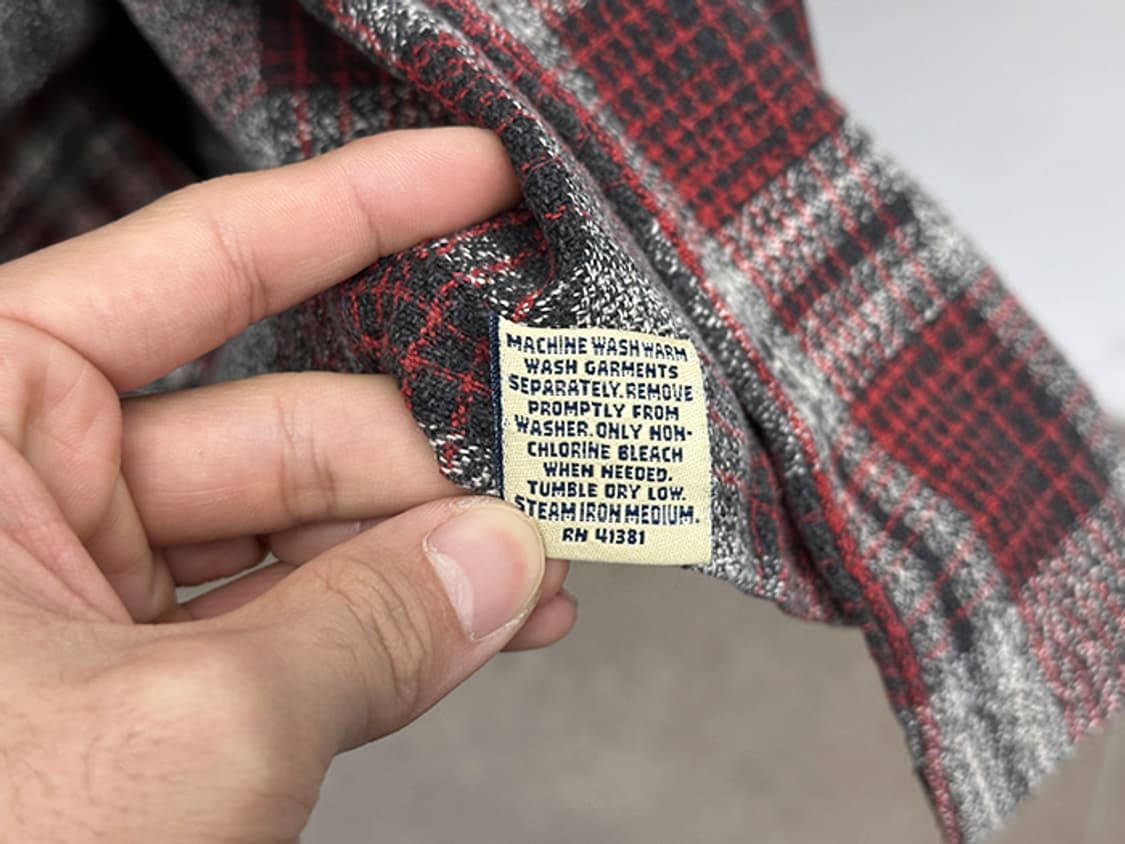 MACHINE WASH WARM
WASH GARMENTS
SEPARATELY. REMOVE
PROMPTLY FROM
WASHER. ONLY NON-
CHLORINE BLEACH
WHEN NEEDED.
TUMBLE DRY LOW.
STEAM IRON MEDIUM.
RN 41381